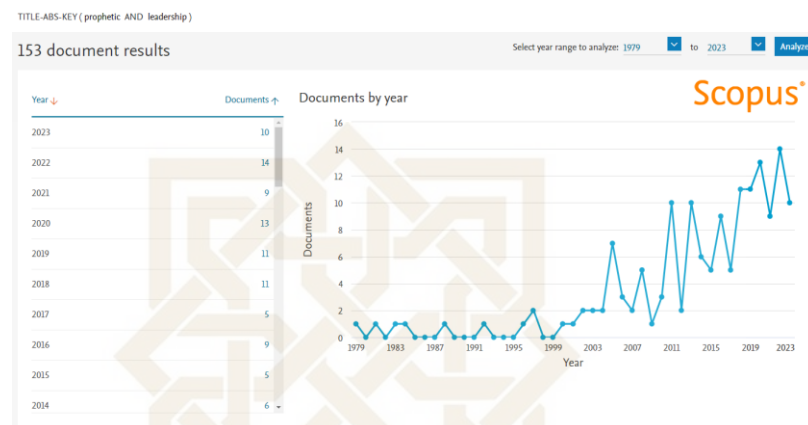 TITLE-ABS-KEY ( prophetic AND leadership )
153 document results
Select year range to analyze: 1979 to 2023 Analyze
Scopus®
Year Documents
2023 10
2022 14
2021 9
2020 13
2019 11
2018 11
2017 5
2016 9
2015 5
2014 6
Documents by year
Documents
16
14
12
10
8
6
4
2
0
1979 1983 1987 1991 1995 1999 2003 2007 2011 2015 2019 2023
Year